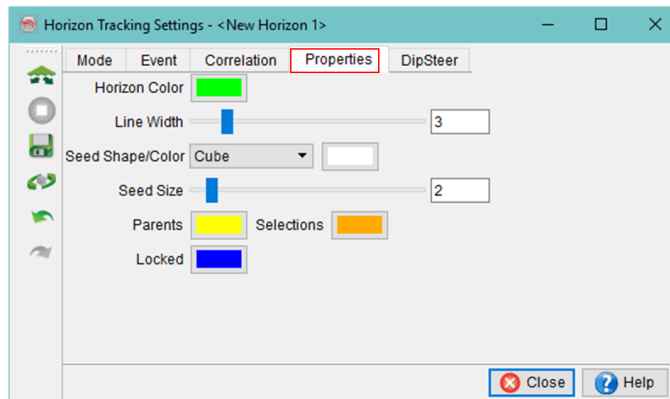 Horizon Tracking Settings - <New Horizon 1>
Mode Event Correlation Properties DipSteer
Horizon Color
Line Width 3
Seed Shape/Color Cube
Seed Size 2
Parents Selections
Locked
Close Help